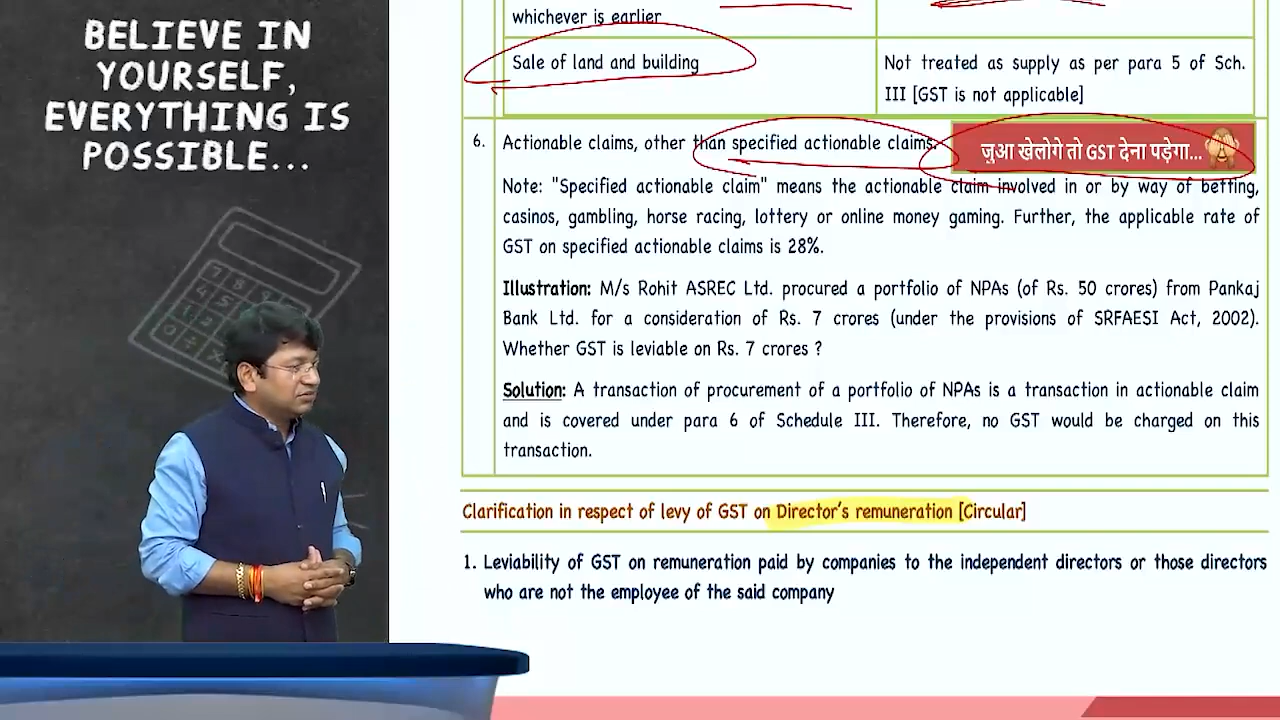 BELIEVE IN
YOURSELF,
EVERYTHING IS
POSSIBLE...
whichever is earlier
Sale of land and building
Not treated as supply as per para 5 of Sch.
III [GST is not applicable]
6. Actionable claims, other than specified actionable claims.
जुआ खेलोगे तो GST देना पड़ेगा...
Note: "Specified actionable claim" means the actionable claim involved in or by way of betting,
casinos, gambling, horse racing, lottery or online money gaming. Further, the applicable rate of
GST on specified actionable claims is 28%.
Illustration: M/s Rohit ASREC Ltd. procured a portfolio of NPAs (of Rs. 50 crores) from Pankaj
Bank Ltd. for a consideration of Rs. 7 crores (under the provisions of SRFAESI Act, 2002).
Whether GST is leviable on Rs. 7 crores ?
Solution: A transaction of procurement of a portfolio of NPAs is a transaction in actionable claim
and is covered under para 6 of Schedule III. Therefore, no GST would be charged on this
transaction.
Clarification in respect of levy of GST on Director's remuneration [Circular]
1. Leviability of GST on remuneration paid by companies to the independent directors or those directors
who are not the employee of the said company